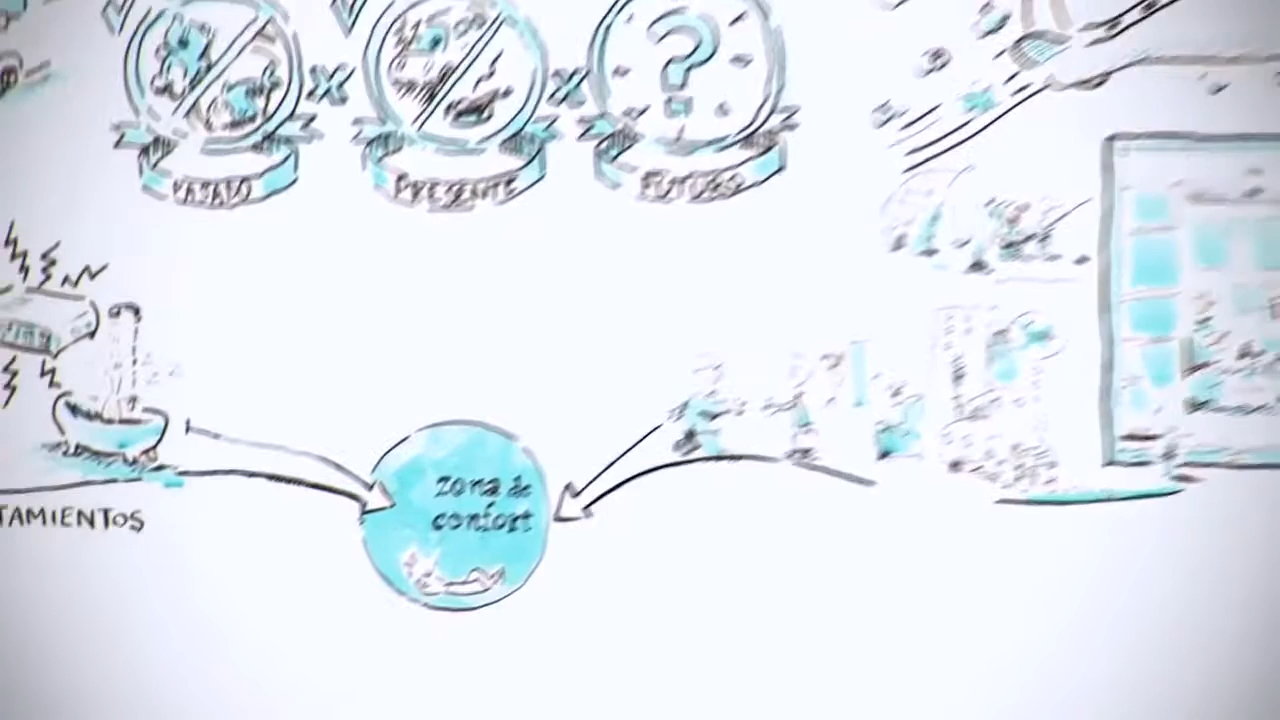 PASADO
PRESENTE
FUTURO
TAMIENTOS
zona de
confort